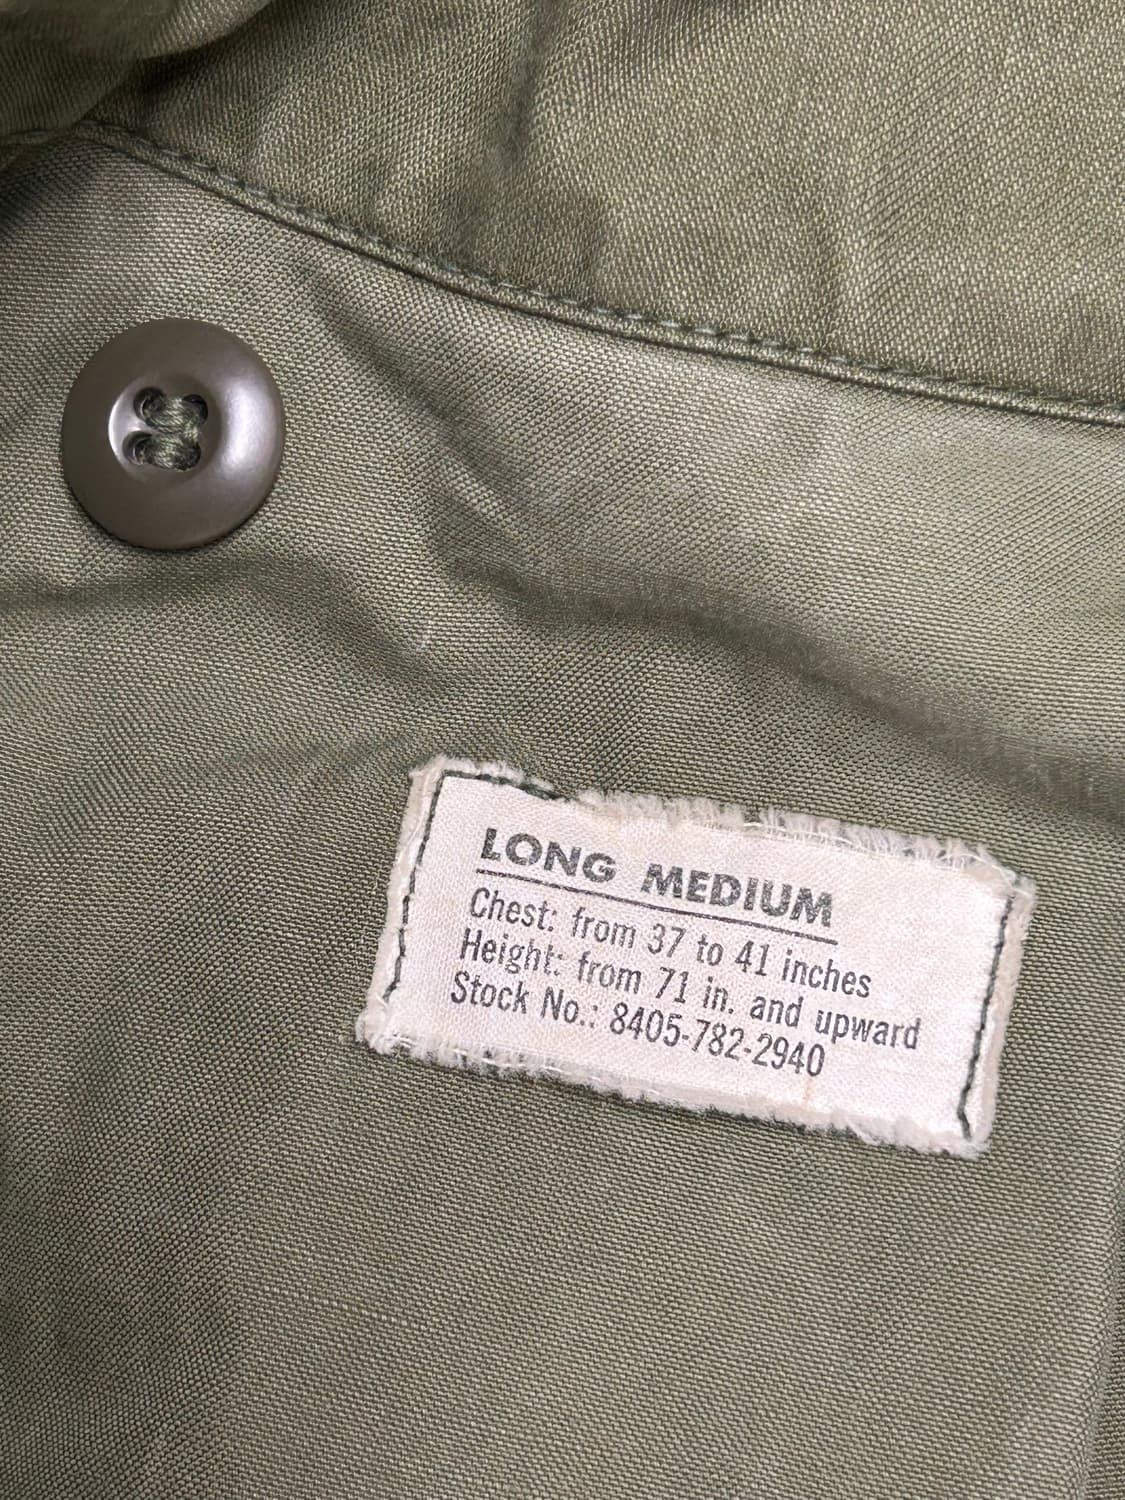 LONG MEDIUM
Chest: from 37 to 41 inches
Height: from 71 in. and upward
Stock No.: 8405-782-2940